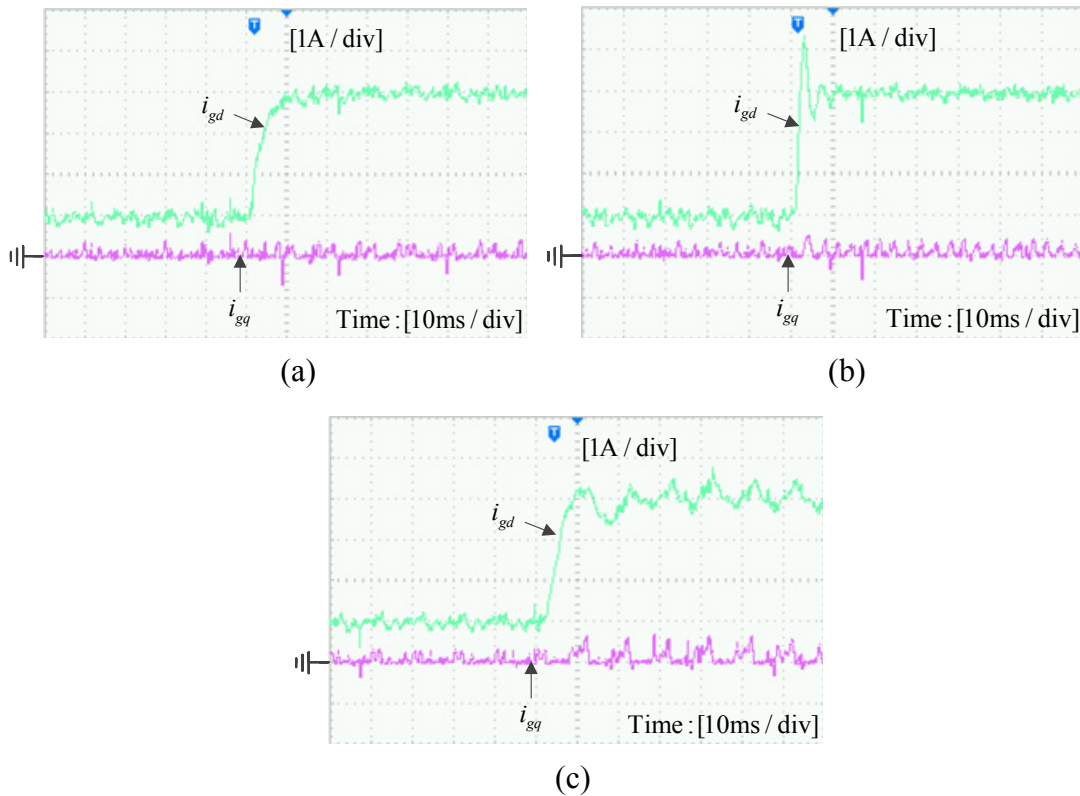 T
[1A / div]
i_gd
i_gq
Time : [10ms / div]
(a)
T
[1A / div]
i_gd
i_gq
Time : [10ms / div]
(b)
T
[1A / div]
i_gd
i_gq
Time : [10ms / div]
(c)